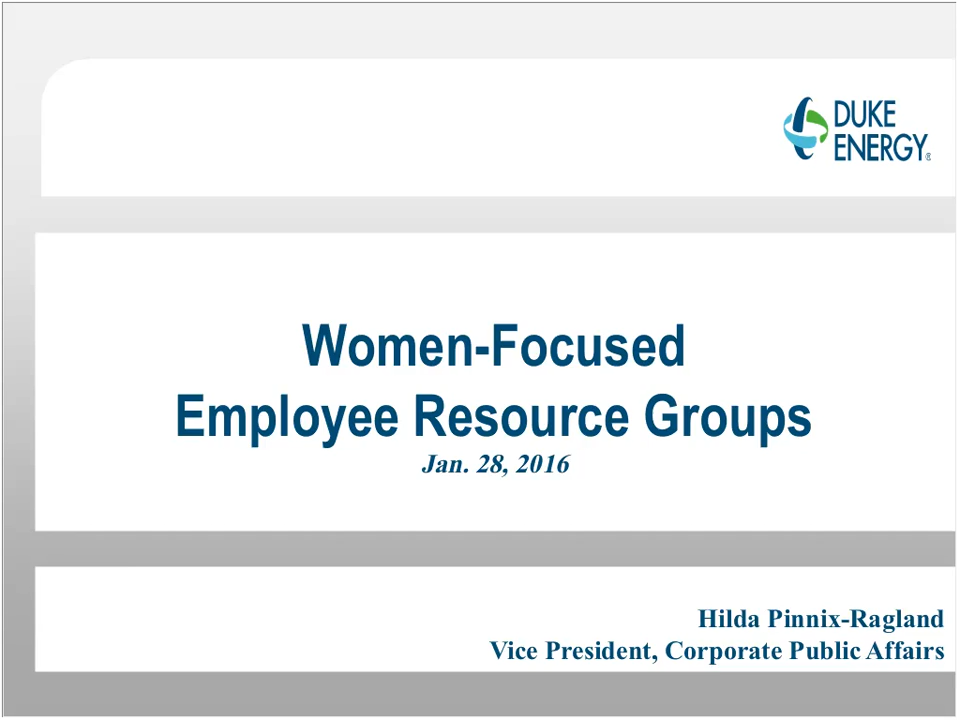 DUKE
ENERGY®
Women-Focused
Employee Resource Groups
Jan. 28, 2016
Hilda Pinnix-Ragland
Vice President, Corporate Public Affairs